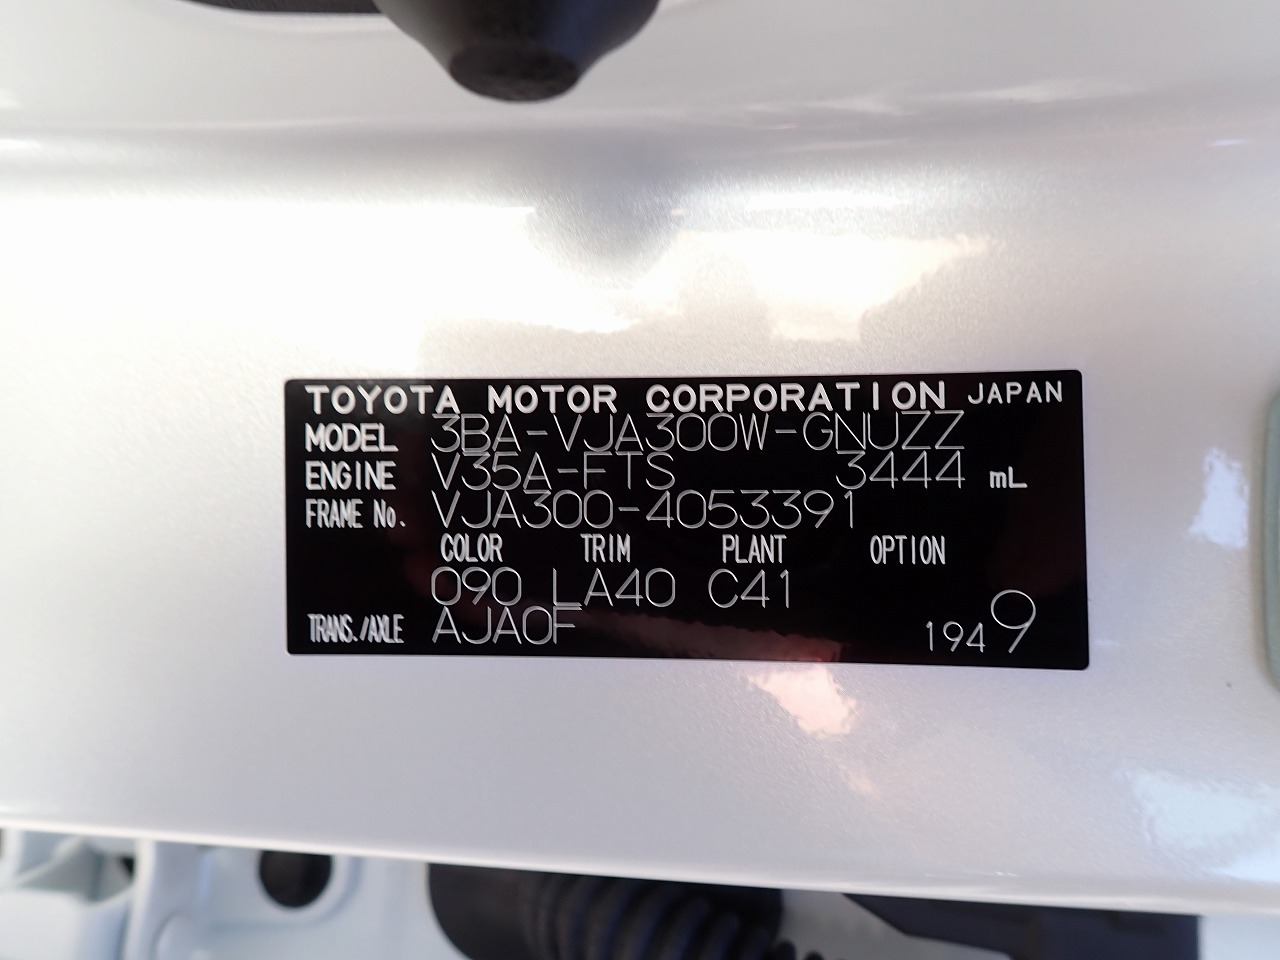 TOYOTA MOTOR CORPORATION JAPAN
MODEL 3BA-VJA300W-GNUZZ
ENGINE V35A-FTS 3444 mL
FRAME No. VJA300-4053391
COLOR TRIM PLANT OPTION
090 LA40 C41
TRANS./AXLE AJA0F 1949